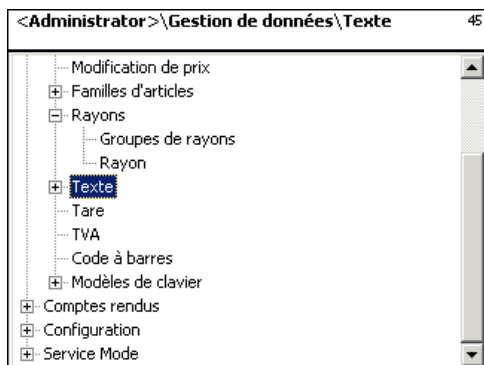 <Administrator>\Gestion de données\Texte 45
Modification de prix
Familles d'articles
Rayons
Groupes de rayons
Rayon
Texte
Tare
TVA
Code à barres
Modèles de clavier
Comptes rendus
Configuration
Service Mode